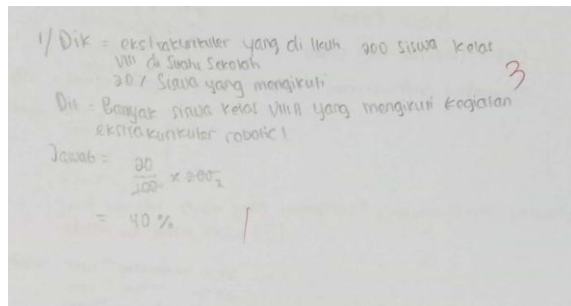 1/ Dik = ekstrakurikuler yang di ikuti 200 siswa kelas
VIII di suatu sekolah
20% siswa yang mengikuti
3
Dit = Banyak siswa kelas VIII A yang mengikuti kegiatan
ekstrakurikuler robotic!
Jawab =
20
100 × 200 2
= 40 %